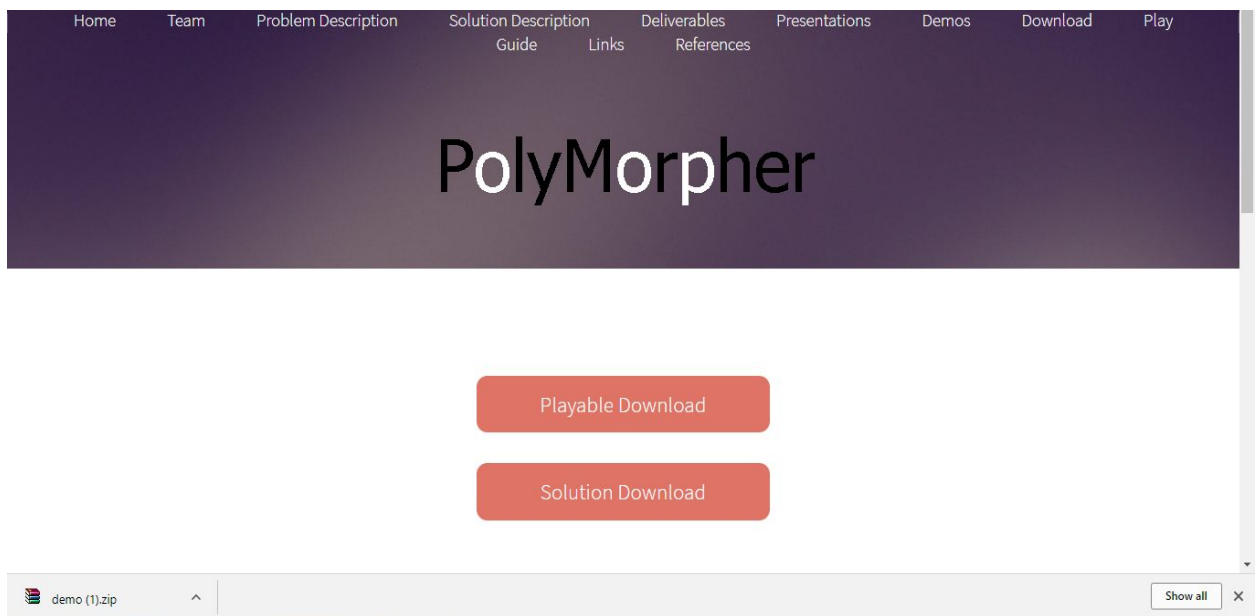 Home Team Problem Description Solution Description Deliverables Presentations Demos Download Play
Guide Links References
PolyMorpher
Playable Download
Solution Download
demo (1).zip Show all